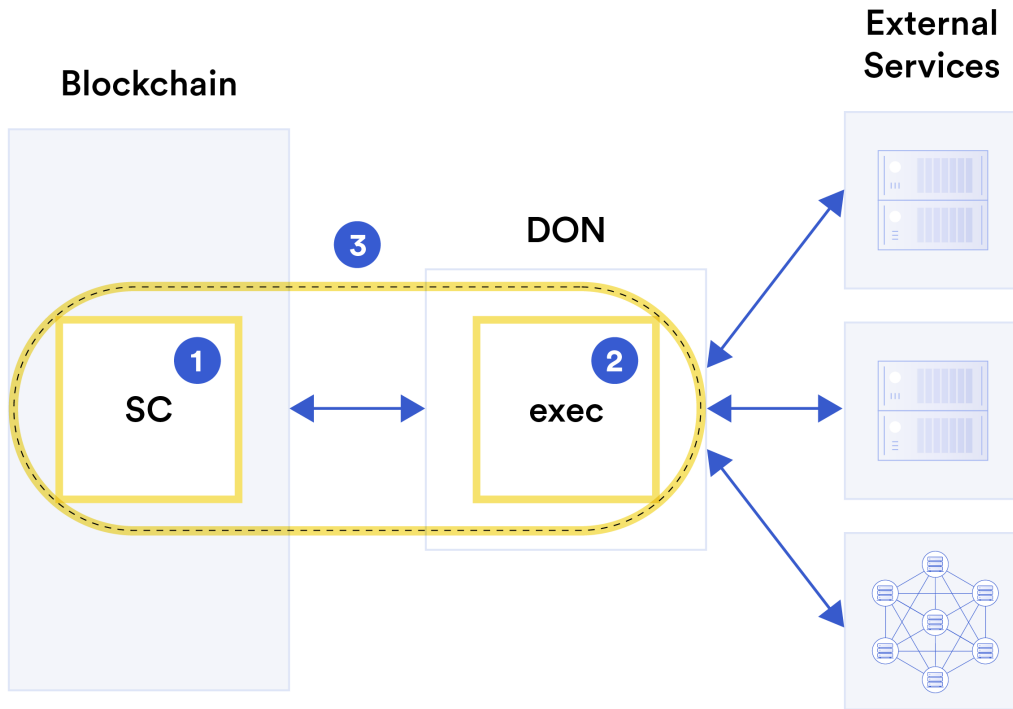 External
Services
Blockchain
DON
3
1
SC
2
exec